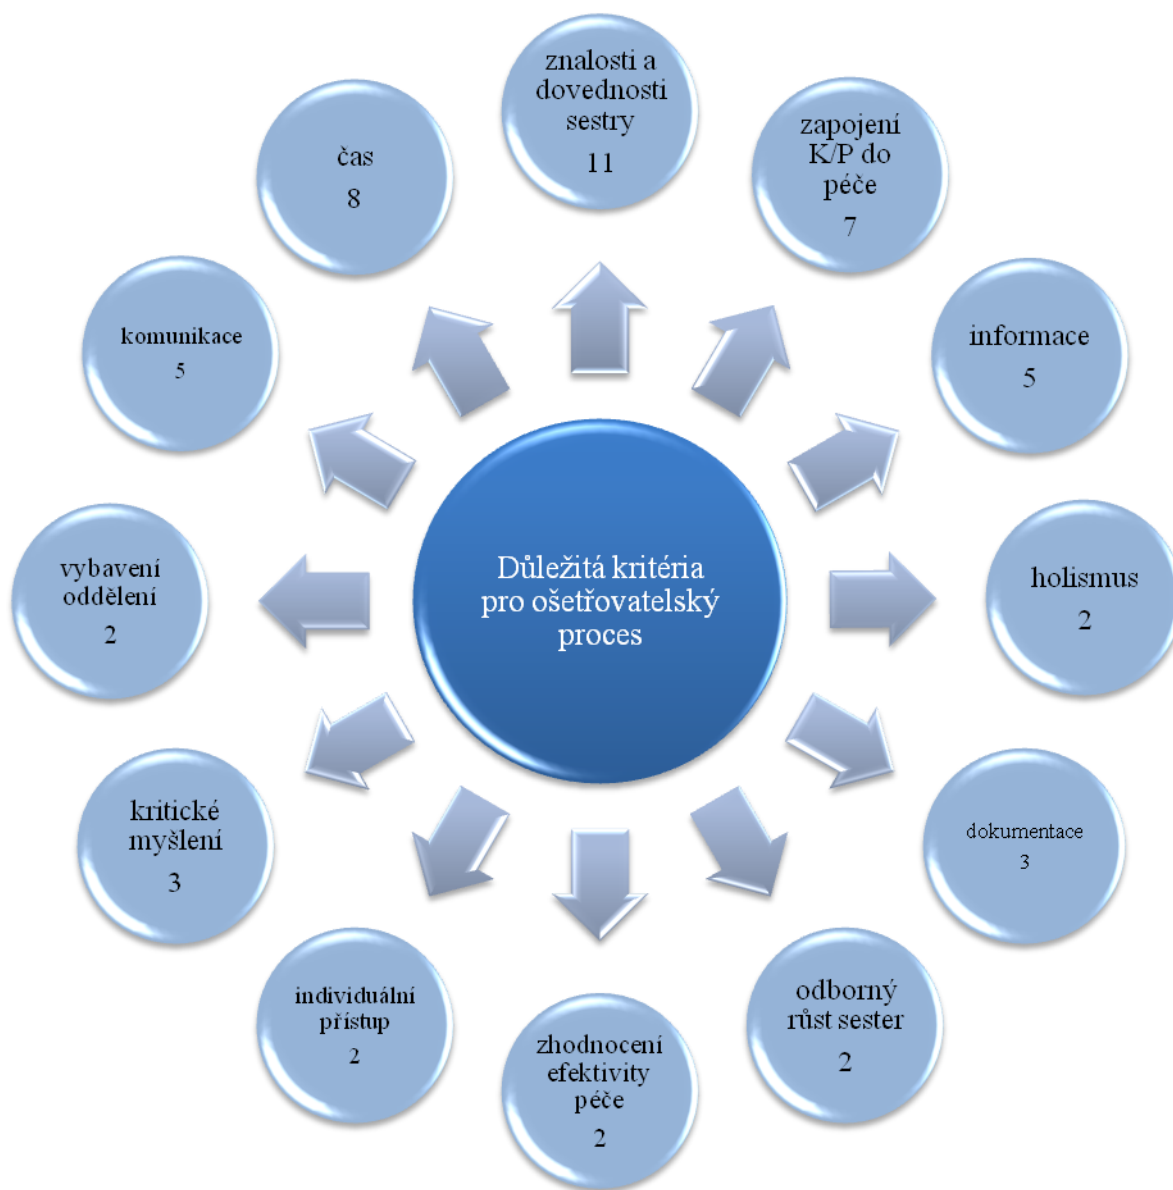 znalosti a
dovednosti
sestry
11
zapojení
K/P do
péče
7
informace
5
holismus
2
dokumentace
3
odborný
růst sester
2
zhodnocení
efektivity
péče
2
individuální
přístup
2
kritické
myšlení
3
vybavení
oddělení
2
komunikace
5
čas
8
Důležitá kritéria
pro ošetřovatelský
proces